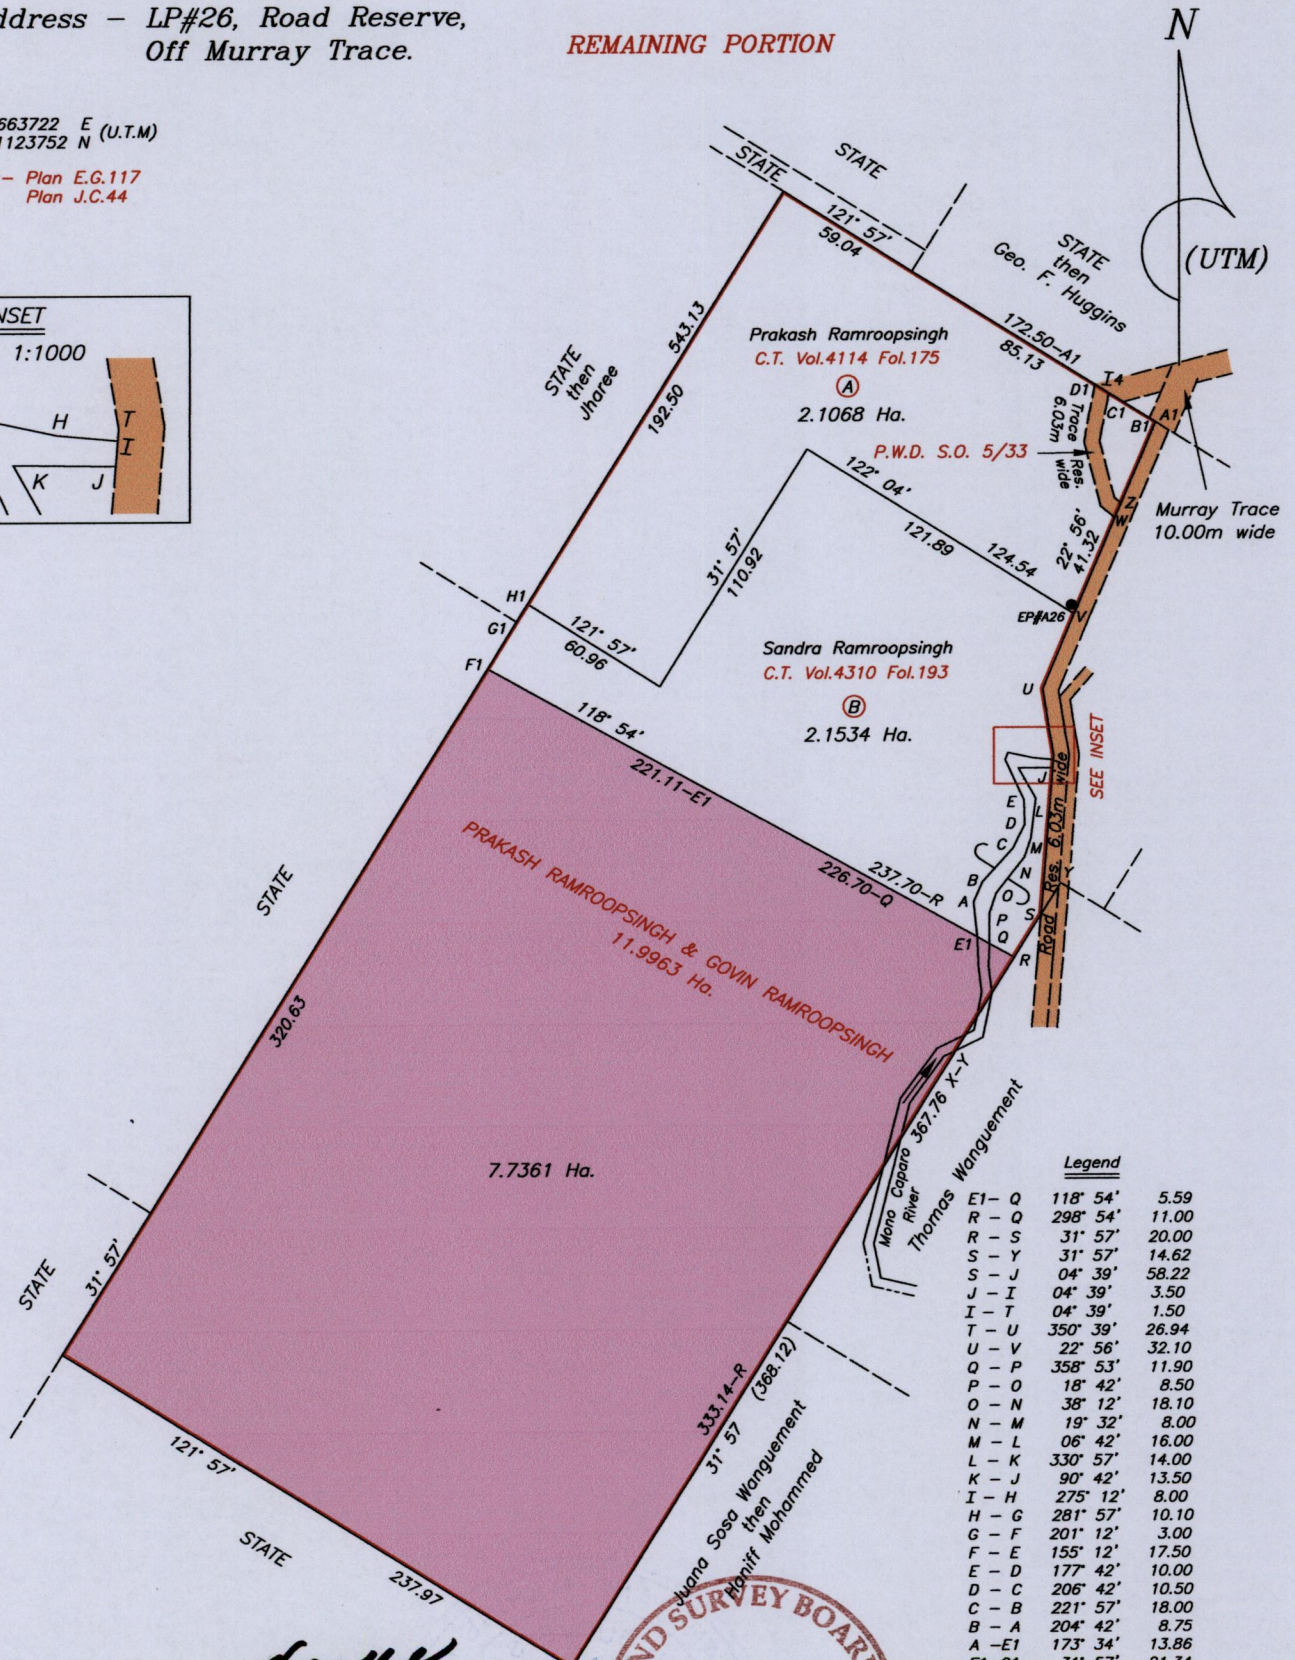 ddress - LP#26, Road Reserve,
Off Murray Trace.
REMAINING PORTION
N
(UTM)
663722 E
1123752 N (U.T.M)
- Plan E.G.117
Plan J.C.44
NSET
1:1000
H
T
I
K
J
STATE
STATE
121° 57'
59.04
STATE
then
Geo. F. Huggins
172.50-A1
85.13
543.13
192.50
STATE
then
Jharee
Prakash Ramroopsingh
C.T. Vol.4114 Fol.175
A
2.1068 Ha.
P.W.D. S.O. 5/33
D1
I4
C1
B1
A1
Trace Res.
6.03m wide
Z
W
Murray Trace
10.00m wide
122° 04'
121.89
124.54
22° 56'
41.32
31° 57'
110.92
EP#A26
V
H1
G1
F1
121° 57'
60.96
Sandra Ramroopsingh
C.T. Vol.4310 Fol.193
B
2.1534 Ha.
U
SEE INSET
118° 54'
221.11-E1
237.70-R
226.70-Q
J
E
D
L
C
M
B
N
A
O
P
S
Q
Y
E1
R
Road Res. 6.03m wide
PRAKASH RAMROOPSINGH & GOVIN RAMROOPSINGH
11.9963 Ha.
STATE
320.63
7.7361 Ha.
367.76 X-Y
Mono Caparo
River
Thomas Wanguement
STATE
31° 57'
121° 57'
STATE
237.97
333.14-R
(368.12)
31° 57
Juana Sosa Wanguement
then
Haniff Mohammed
ND SURVEY BOARD
Legend
E1- Q 118° 54' 5.59
R - Q 298° 54' 11.00
R - S 31° 57' 20.00
S - Y 31° 57' 14.62
S - J 04° 39' 58.22
J - I 04° 39' 3.50
I - T 04° 39' 1.50
T - U 350° 39' 26.94
U - V 22° 56' 32.10
Q - P 358° 53' 11.90
P - O 18° 42' 8.50
O - N 38° 12' 18.10
N - M 19° 32' 8.00
M - L 06° 42' 16.00
L - K 330° 57' 14.00
K - J 90° 42' 13.50
I - H 275° 12' 8.00
H - G 281° 57' 10.10
G - F 201° 12' 3.00
F - E 155° 12' 17.50
E - D 177° 42' 10.00
D - C 206° 42' 10.50
C - B 221° 57' 18.00
B - A 204° 42' 8.75
A -E1 173° 34' 13.86